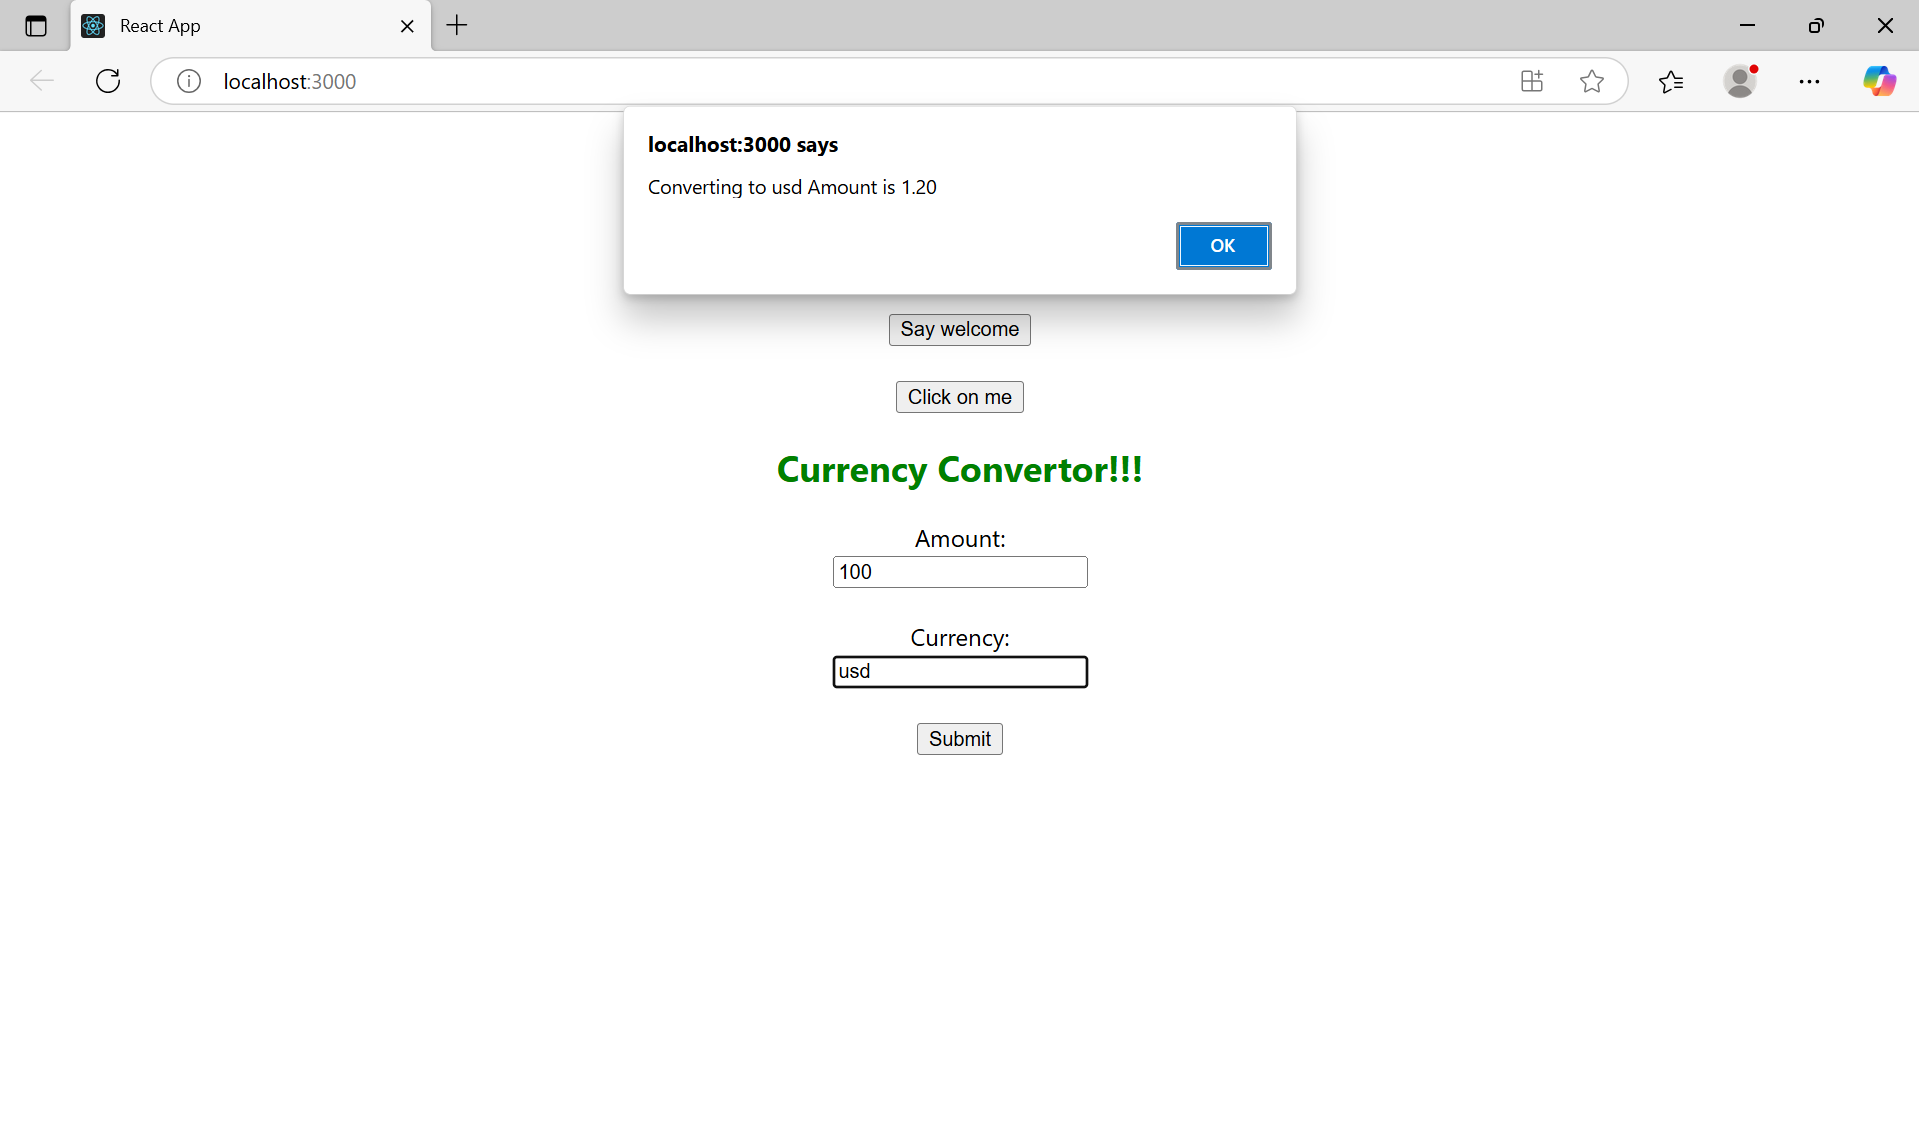 React App
localhost:3000
localhost:3000 says
Converting to usd Amount is 1.20
OK
Say welcome
Click on me
Currency Convertor!!!
Amount:
100
Currency:
usd
Submit